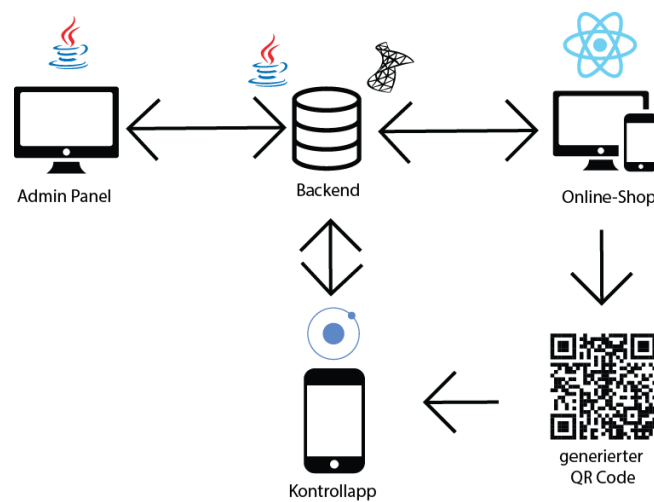 Admin Panel
Backend
Online-Shop
Kontrollapp
generierter
QR Code